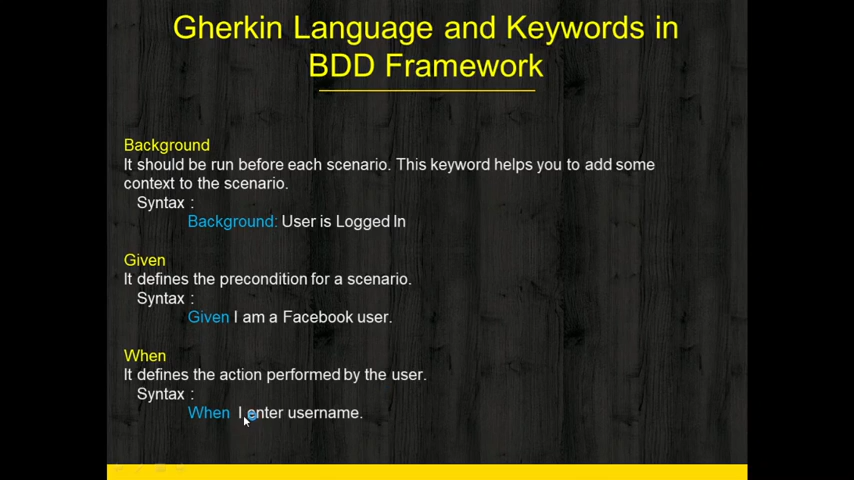 Gherkin Language and Keywords in
BDD Framework
Background
It should be run before each scenario. This keyword helps you to add some
context to the scenario.
Syntax :
Background: User is Logged In
Given
It defines the precondition for a scenario.
Syntax :
Given I am a Facebook user.
When
It defines the action performed by the user.
Syntax :
When I enter username.